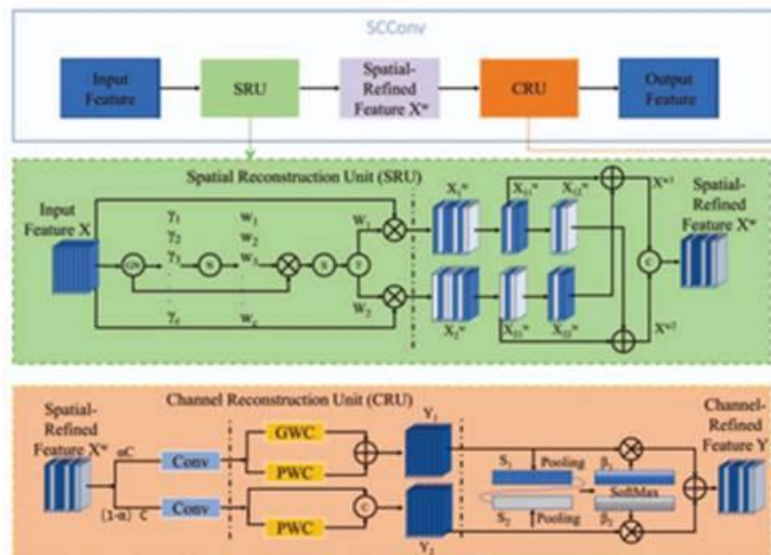 SCConv
Input
Feature
SRU
Spatial-
Refined
Feature Xʷ
CRU
Output
Feature
Spatial Reconstruction Unit (SRU)
Input
Feature X
γ₁
γ₂
γ₃
w₁
w₂
w₃
GN
N
W₁
W₂
w_c
X₁ʷ
X₂ʷ
X₁₁ʷ
X₁₂ʷ
Xʷ¹
Xʷ²
C
Spatial-
Refined
Feature Xʷ
Channel Reconstruction Unit (CRU)
Spatial-
Refined
Feature Xʷ
αC
(1-α) C
Conv
Conv
GWC
PWC
PWC
C
Y₁
Y₂
S₁
Pooling
S₂
Pooling
β₁
SoftMax
β₂
Channel-
Refined
Feature Y